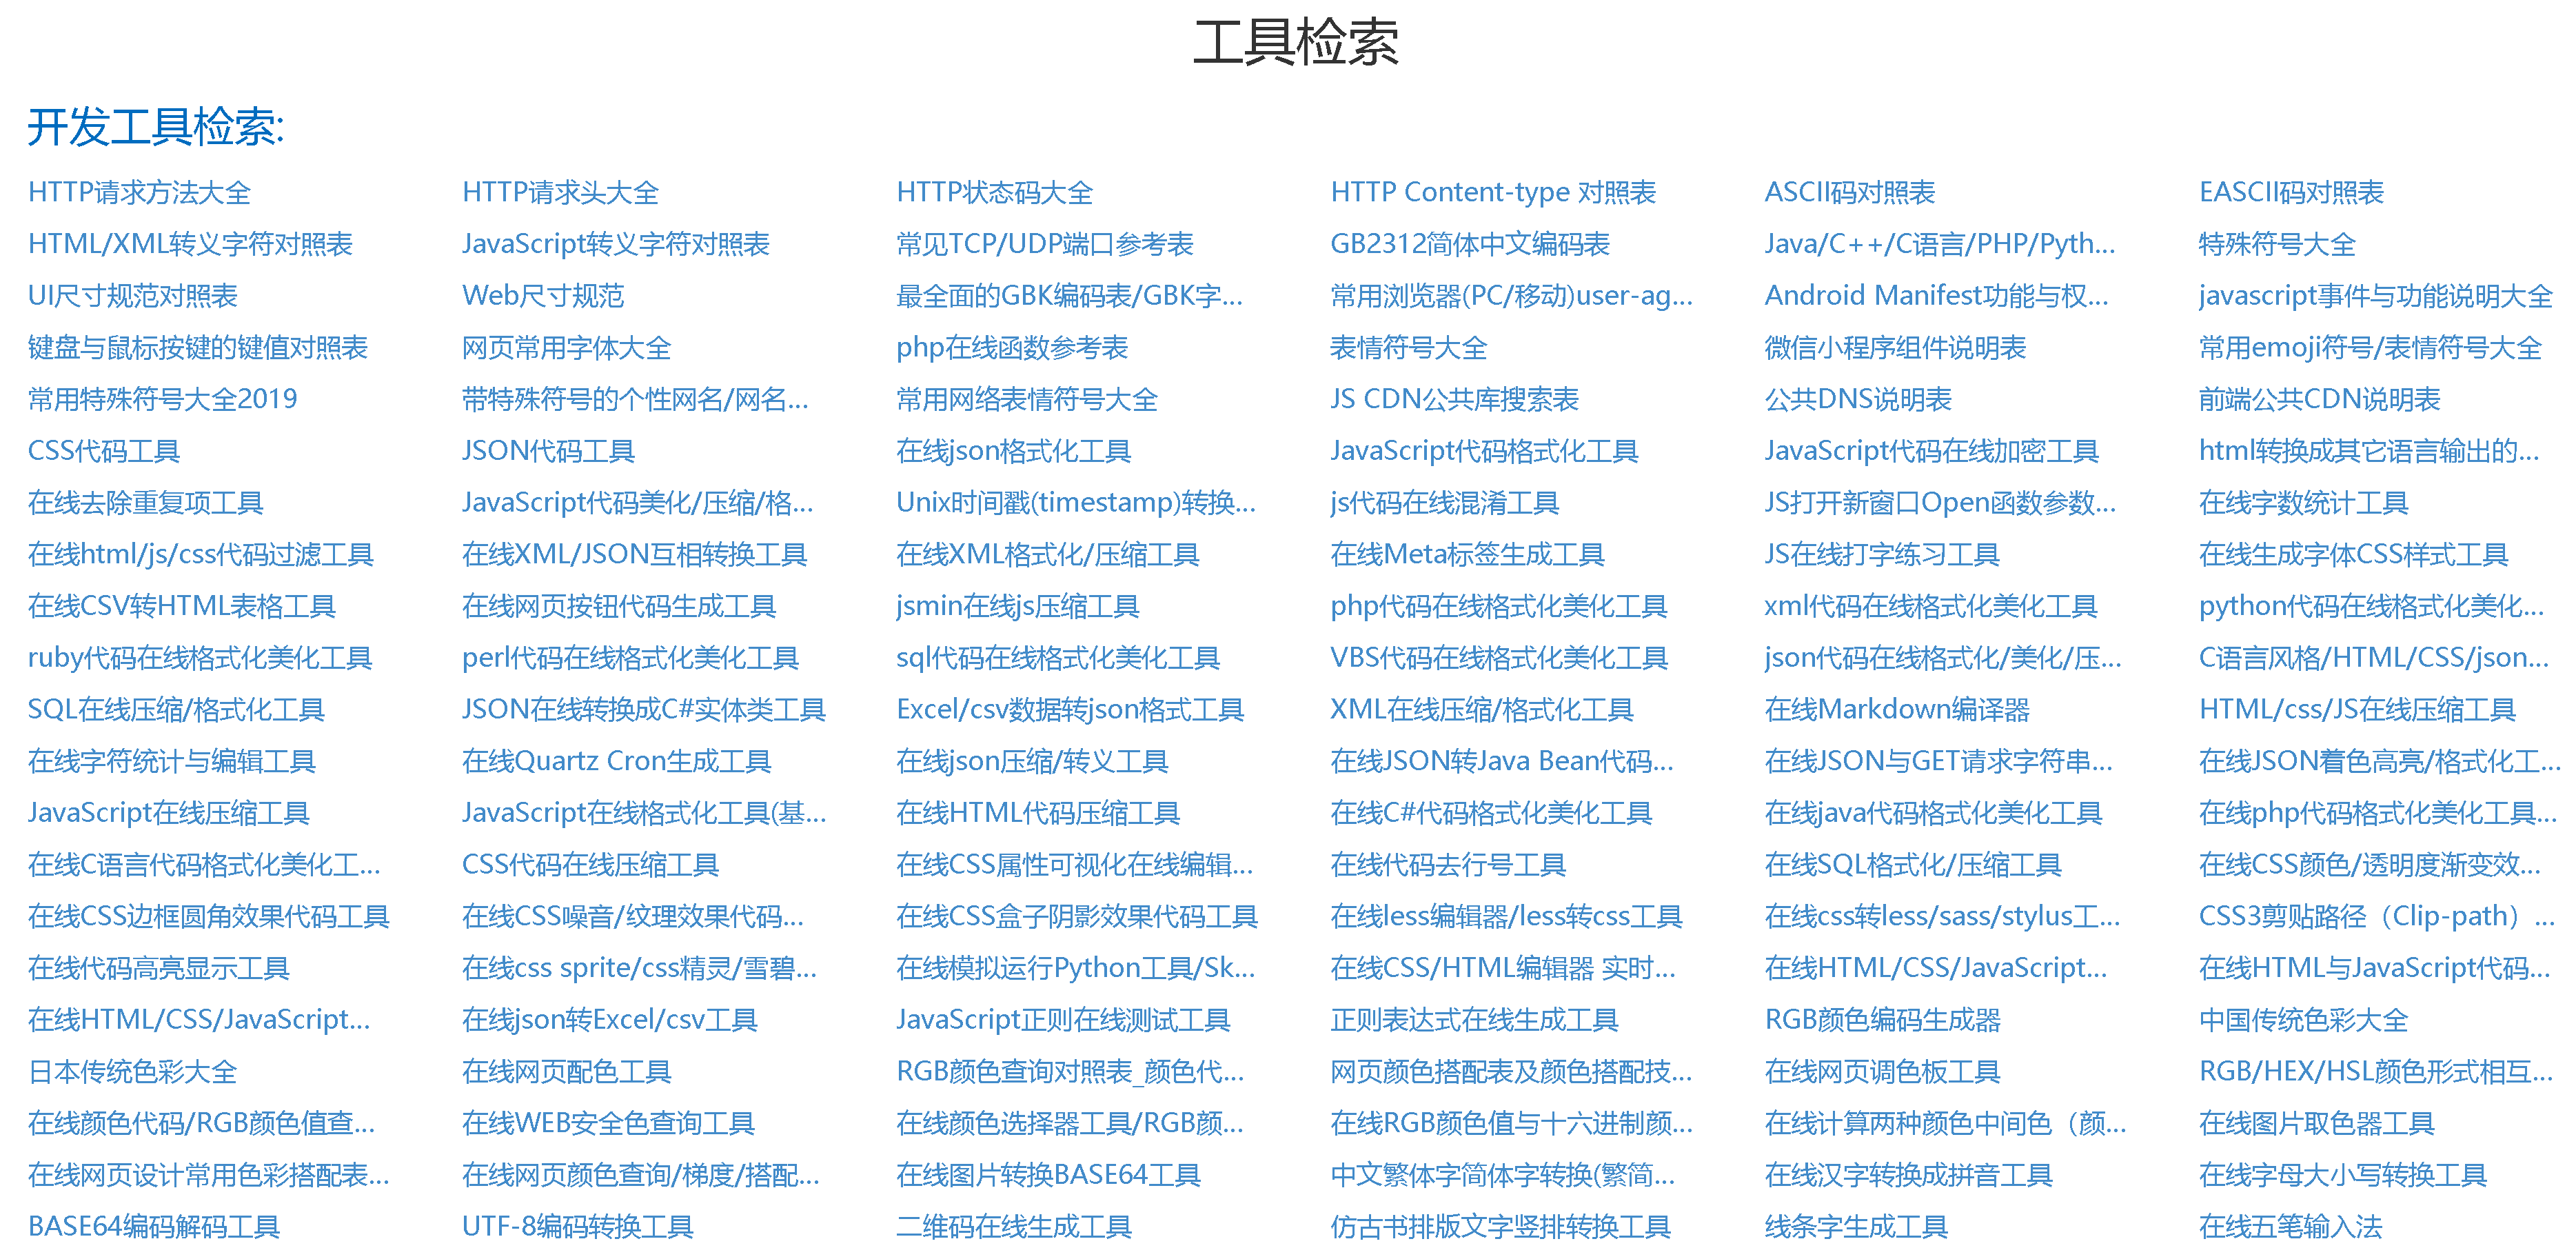 工具检索
开发工具检索:
HTTP请求方法大全 HTTP请求头大全 HTTP状态码大全 HTTP Content-type 对照表 ASCII码对照表 EASCII码对照表
HTML/XML转义字符对照表 JavaScript转义字符对照表 常见TCP/UDP端口参考表 GB2312简体中文编码表 Java/C++/C语言/PHP/Pyth... 特殊符号大全
UI尺寸规范对照表 Web尺寸规范 最全面的GBK编码表/GBK字... 常用浏览器(PC/移动)user-ag... Android Manifest功能与权... javascript事件与功能说明大全
键盘与鼠标按键的键值对照表 网页常用字体大全 php在线函数参考表 表情符号大全 微信小程序组件说明表 常用emoji符号/表情符号大全
常用特殊符号大全2019 带特殊符号的个性网名/网名... 常用网络表情符号大全 JS CDN公共库搜索表 公共DNS说明表 前端公共CDN说明表
CSS代码工具 JSON代码工具 在线json格式化工具 JavaScript代码格式化工具 JavaScript代码在线加密工具 html转换成其它语言输出的...
在线去除重复项工具 JavaScript代码美化/压缩/格... Unix时间戳(timestamp)转换... js代码在线混淆工具 JS打开新窗口Open函数参数... 在线字数统计工具
在线html/js/css代码过滤工具 在线XML/JSON互相转换工具 在线XML格式化/压缩工具 在线Meta标签生成工具 JS在线打字练习工具 在线生成字体CSS样式工具
在线CSV转HTML表格工具 在线网页按钮代码生成工具 jsmin在线js压缩工具 php代码在线格式化美化工具 xml代码在线格式化美化工具 python代码在线格式化美化...
ruby代码在线格式化美化工具 perl代码在线格式化美化工具 sql代码在线格式化美化工具 VBS代码在线格式化美化工具 json代码在线格式化/美化/压... C语言风格/HTML/CSS/json...
SQL在线压缩/格式化工具 JSON在线转换成C#实体类工具 Excel/csv数据转json格式工具 XML在线压缩/格式化工具 在线Markdown编译器 HTML/css/JS在线压缩工具
在线字符统计与编辑工具 在线Quartz Cron生成工具 在线json压缩/转义工具 在线JSON转Java Bean代码... 在线JSON与GET请求字符串... 在线JSON着色高亮/格式化工...
JavaScript在线压缩工具 JavaScript在线格式化工具(基... 在线HTML代码压缩工具 在线C#代码格式化美化工具 在线java代码格式化美化工具 在线php代码格式化美化工具...
在线C语言代码格式化美化工... CSS代码在线压缩工具 在线CSS属性可视化在线编辑... 在线代码去行号工具 在线SQL格式化/压缩工具 在线CSS颜色/透明度渐变效...
在线CSS边框圆角效果代码工具 在线CSS噪音/纹理效果代码... 在线CSS盒子阴影效果代码工具 在线less编辑器/less转css工具 在线css转less/sass/stylus工... CSS3剪贴路径（Clip-path）...
在线代码高亮显示工具 在线css sprite/css精灵/雪碧... 在线模拟运行Python工具/Sk... 在线CSS/HTML编辑器 实时... 在线HTML/CSS/JavaScript... 在线HTML与JavaScript代码...
在线HTML/CSS/JavaScript... 在线json转Excel/csv工具 JavaScript正则在线测试工具 正则表达式在线生成工具 RGB颜色编码生成器 中国传统色彩大全
日本传统色彩大全 在线网页配色工具 RGB颜色查询对照表_颜色代... 网页颜色搭配表及颜色搭配技... 在线网页调色板工具 RGB/HEX/HSL颜色形式相互...
在线颜色代码/RGB颜色值查... 在线WEB安全色查询工具 在线颜色选择器工具/RGB颜... 在线RGB颜色值与十六进制颜... 在线计算两种颜色中间色（颜... 在线图片取色器工具
在线网页设计常用色彩搭配表... 在线网页颜色查询/梯度/搭配... 在线图片转换BASE64工具 中文繁体字简体字转换(繁简... 在线汉字转换成拼音工具 在线字母大小写转换工具
BASE64编码解码工具 UTF-8编码转换工具 二维码在线生成工具 仿古书排版文字竖排转换工具 线条字生成工具 在线五笔输入法